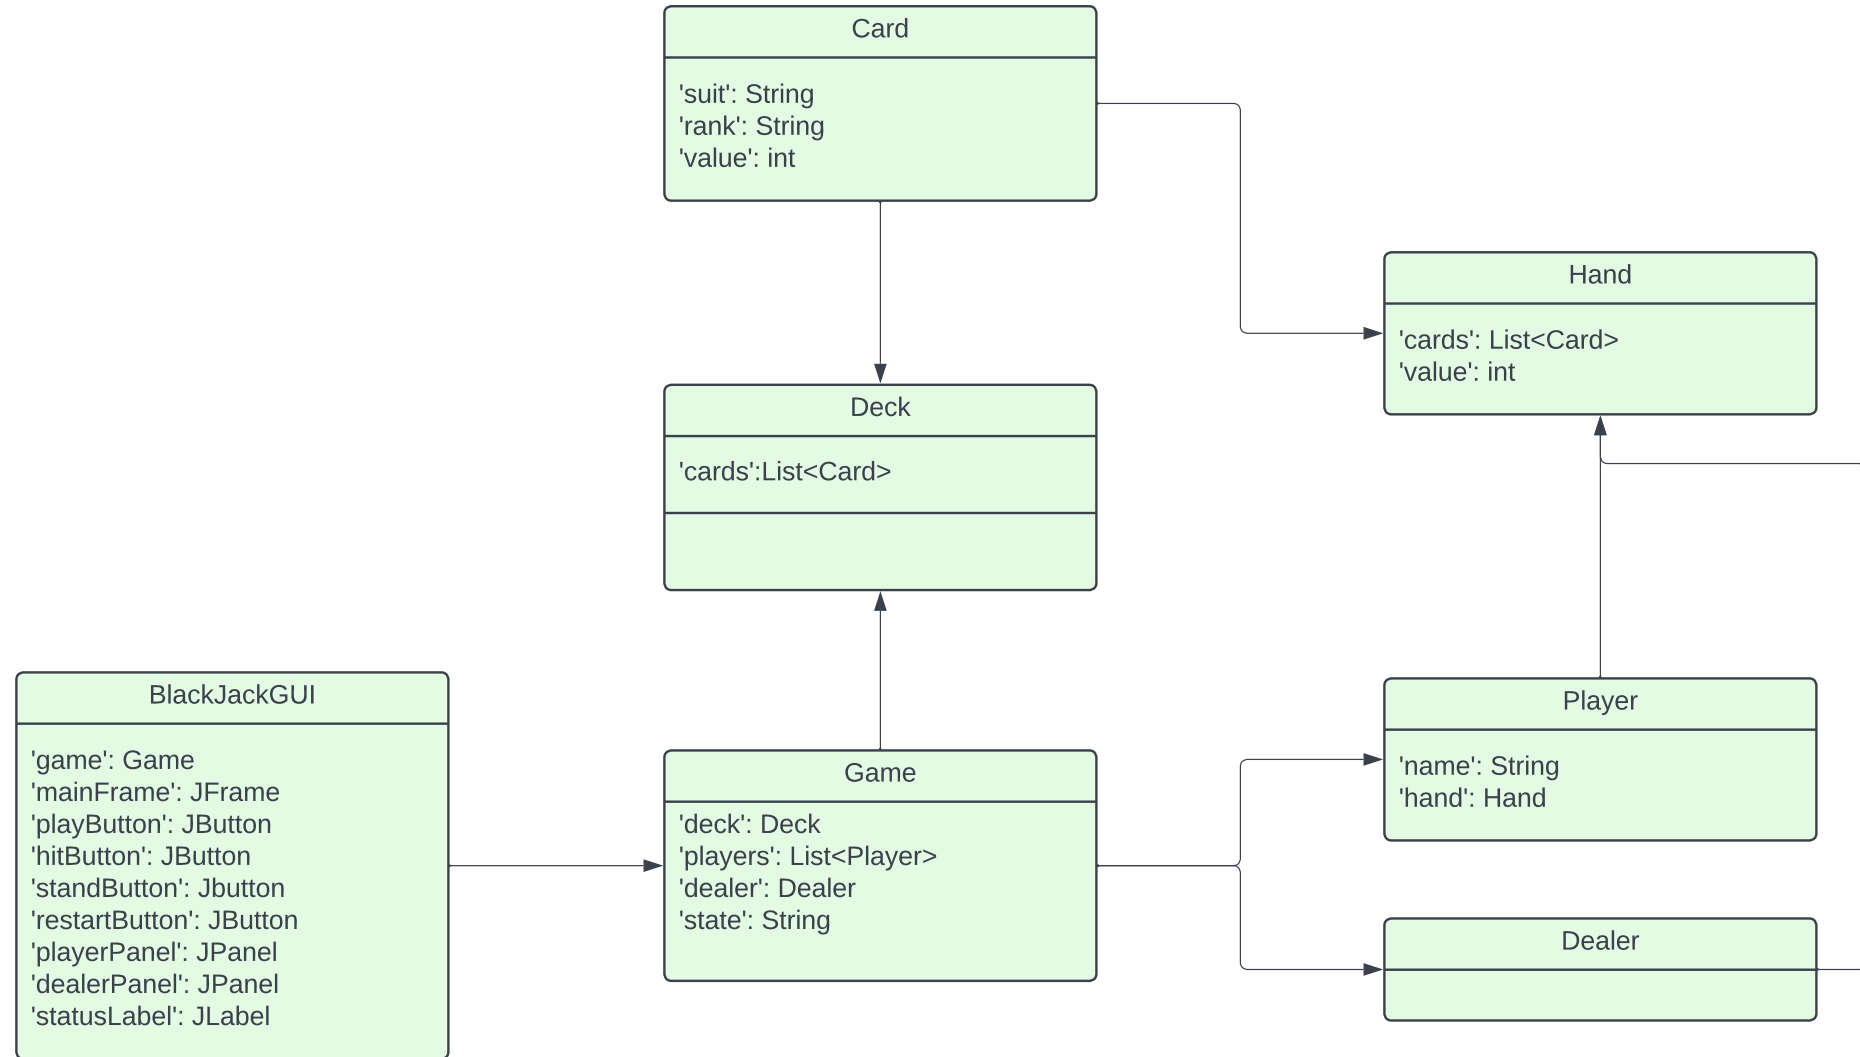 Card
'suit': String
'rank': String
'value': int
Hand
'cards': List<Card>
'value': int
Deck
'cards':List<Card>
BlackJackGUI
'game': Game
'mainFrame': JFrame
'playButton': JButton
'hitButton': JButton
'standButton': Jbutton
'restartButton': JButton
'playerPanel': JPanel
'dealerPanel': JPanel
'statusLabel': JLabel
Game
'deck': Deck
'players': List<Player>
'dealer': Dealer
'state': String
Player
'name': String
'hand': Hand
Dealer